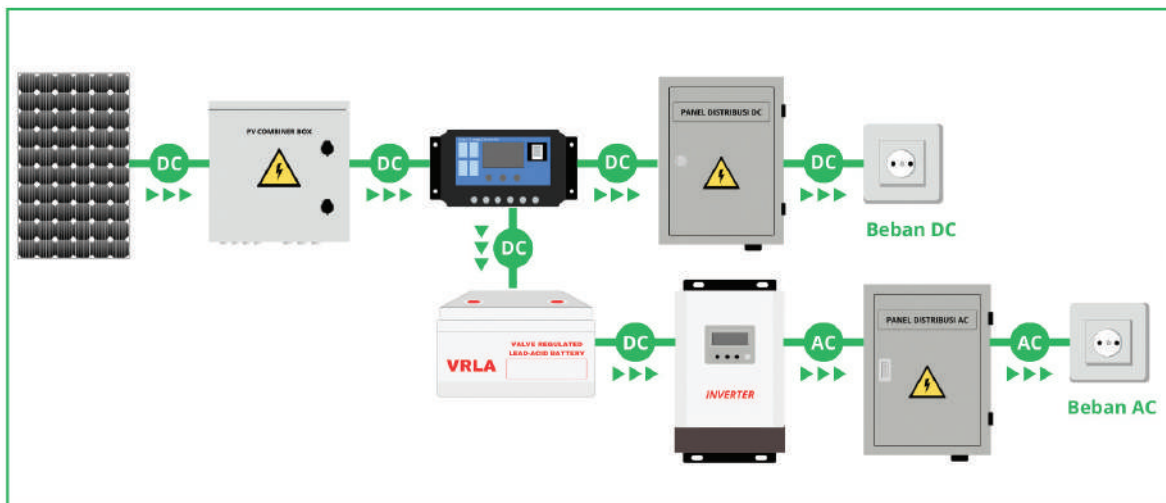 PV COMBINER BOX
PANEL DISTRIBUSI DC
DC
DC
DC
DC
Beban DC
DC
VALVE REGULATED
LEAD-ACID BATTERY
VRLA
DC
INVERTER
AC
PANEL DISTRIBUSI AC
AC
Beban AC